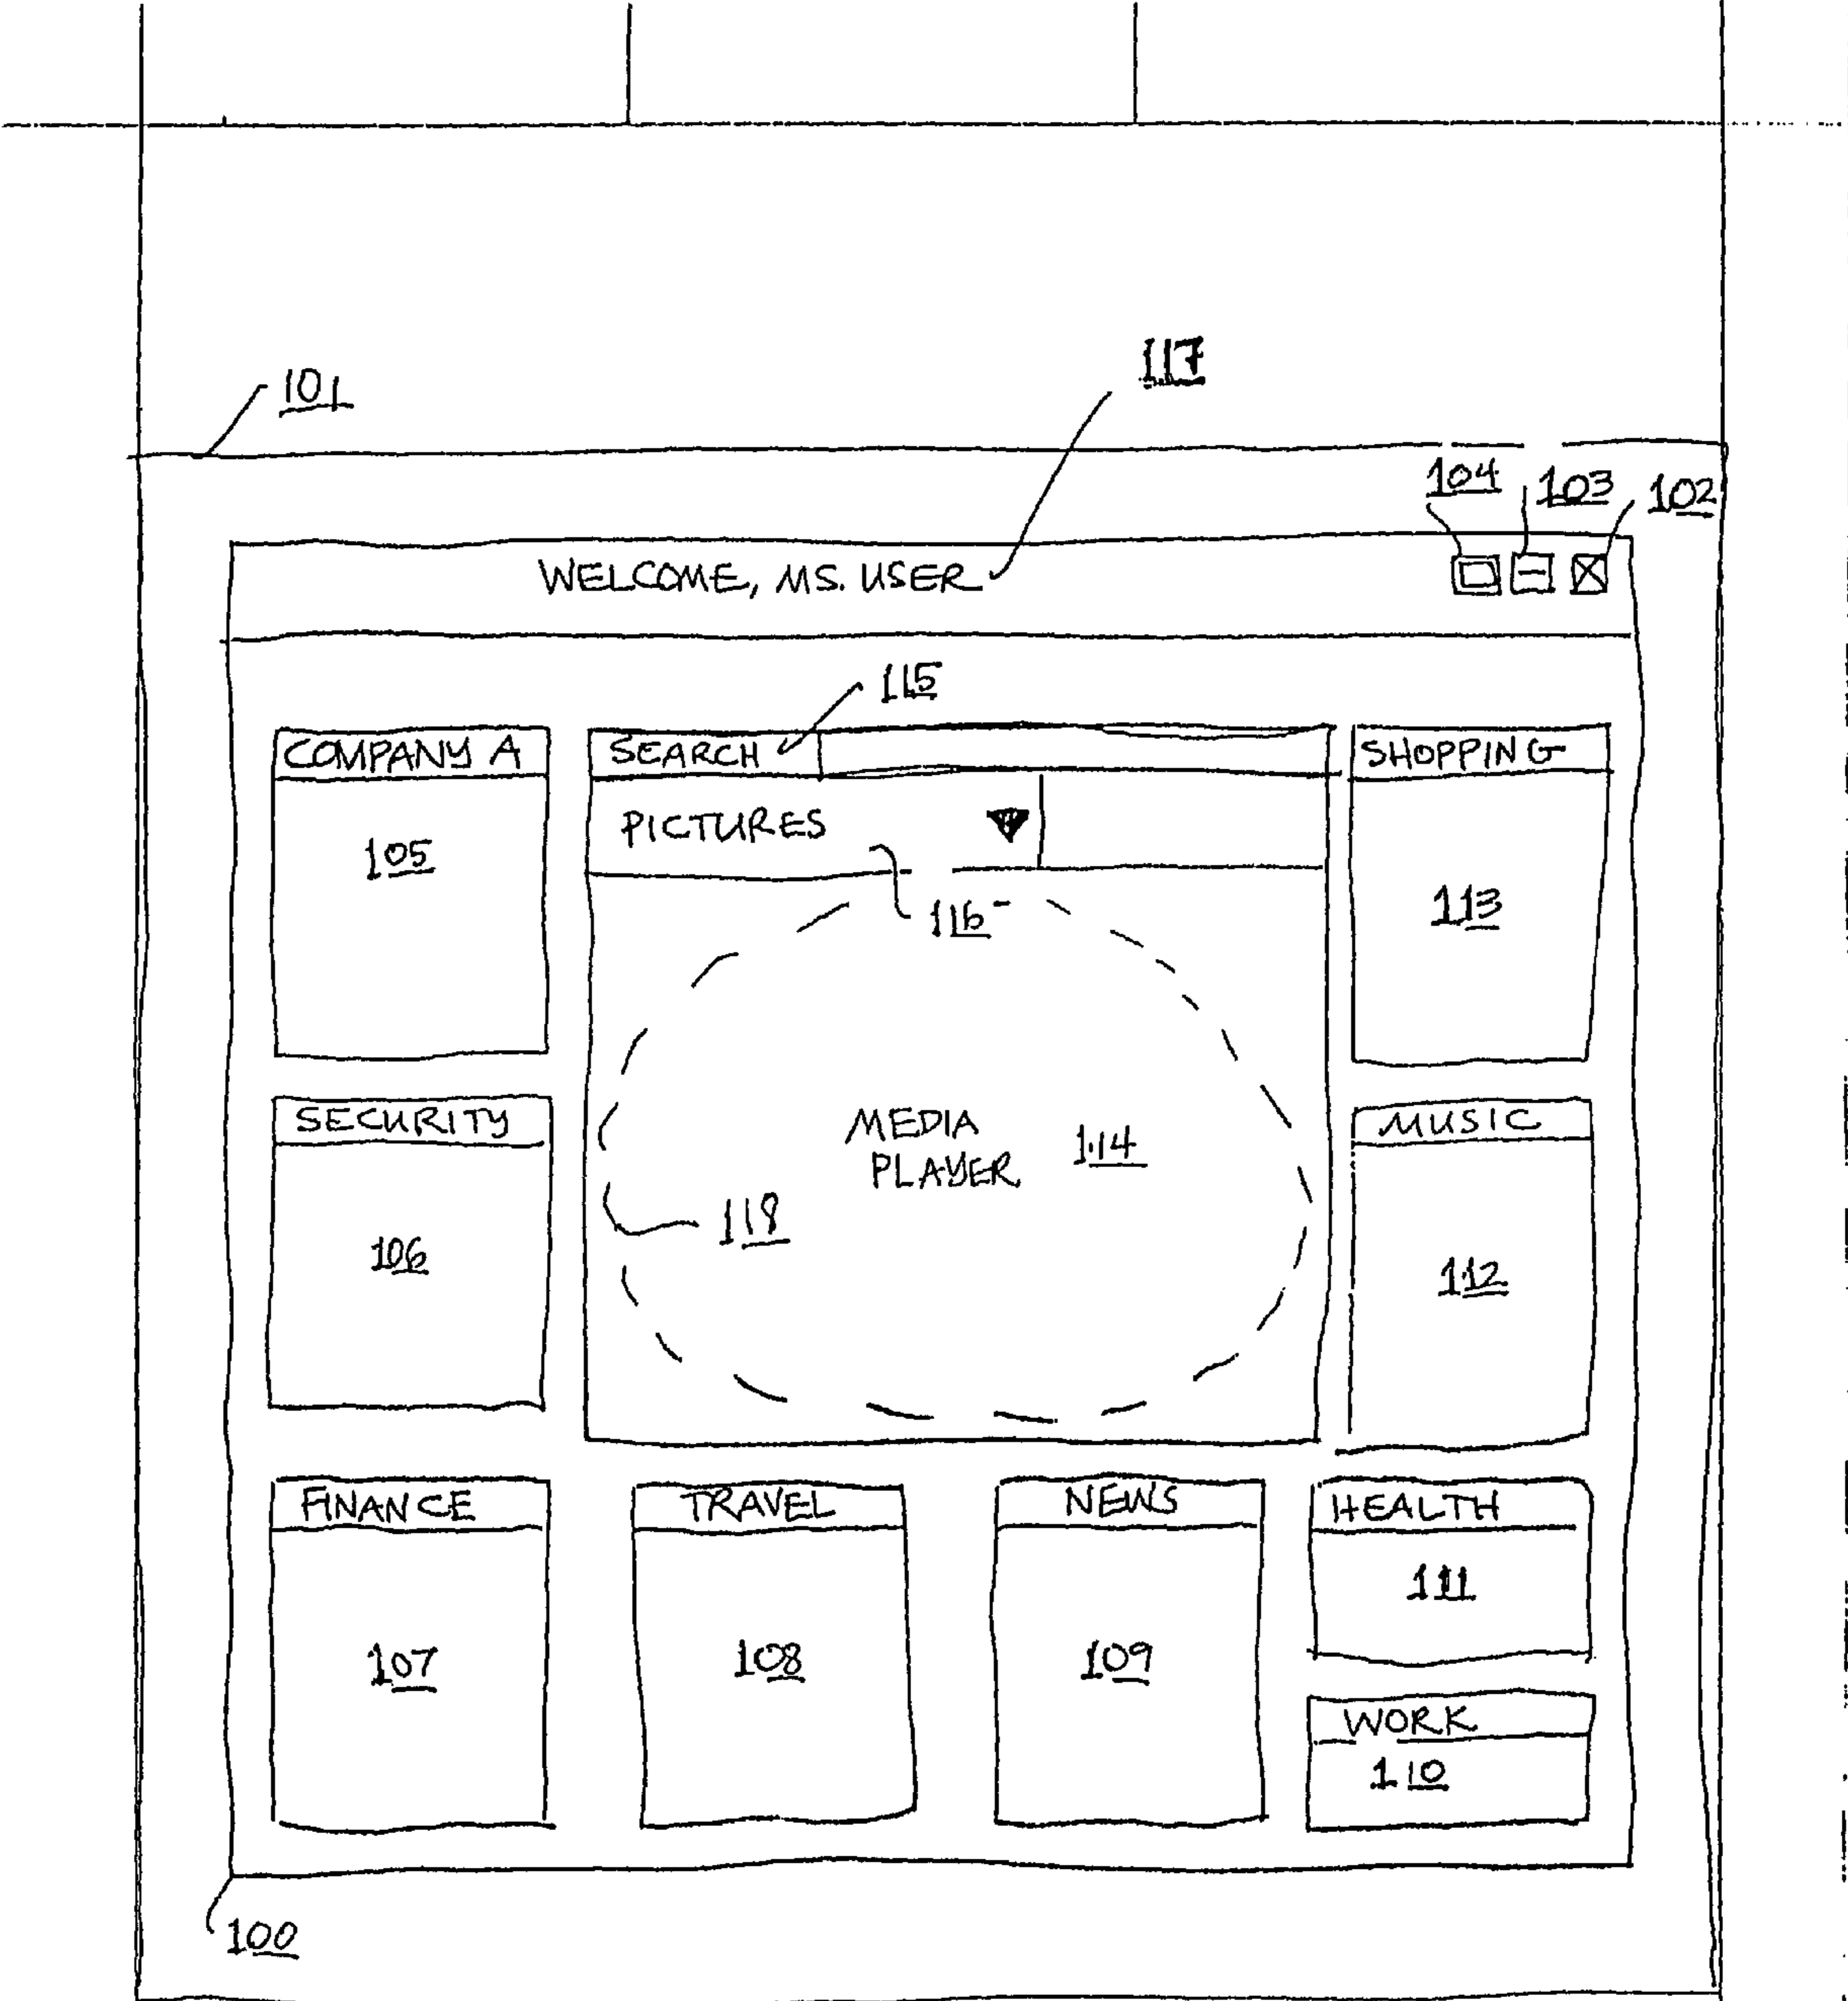 117
101
104 103 102
WELCOME, MS. USER
115
COMPANY A
SEARCH
SHOPPING
PICTURES
105
113
116
SECURITY
MUSIC
MEDIA
PLAYER
114
118
106
112
FINANCE
TRAVEL
NEWS
HEALTH
111
107
108
109
WORK
110
100